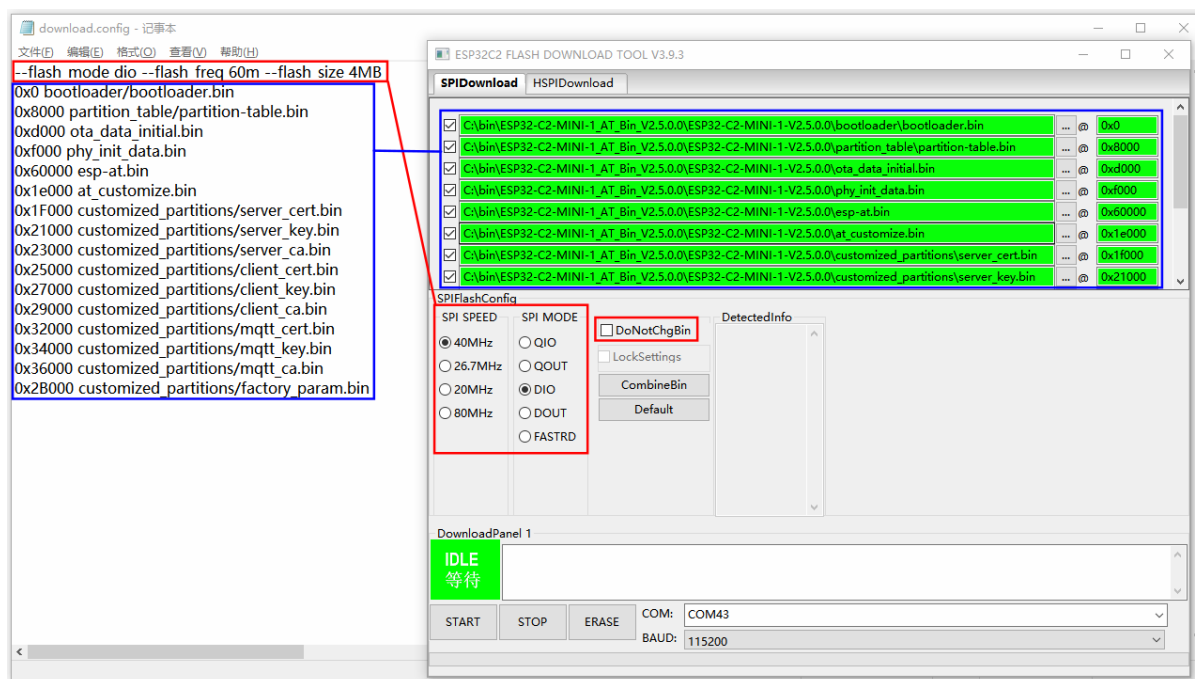 download.config - 记事本
文件(F) 编辑(E) 格式(O) 查看(V) 帮助(H)
--flash_mode dio --flash_freq 60m --flash_size 4MB
0x0 bootloader/bootloader.bin
0x8000 partition_table/partition-table.bin
0xd000 ota_data_initial.bin
0xf000 phy_init_data.bin
0x60000 esp-at.bin
0x1e000 at_customize.bin
0x1F000 customized_partitions/server_cert.bin
0x21000 customized_partitions/server_key.bin
0x23000 customized_partitions/server_ca.bin
0x25000 customized_partitions/client_cert.bin
0x27000 customized_partitions/client_key.bin
0x29000 customized_partitions/client_ca.bin
0x32000 customized_partitions/mqtt_cert.bin
0x34000 customized_partitions/mqtt_key.bin
0x36000 customized_partitions/mqtt_ca.bin
0x2B000 customized_partitions/factory_param.bin
ESP32C2 FLASH DOWNLOAD TOOL V3.9.3
SPIDownload HSPIDownload
C:\bin\ESP32-C2-MINI-1_AT_Bin_V2.5.0.0\ESP32-C2-MINI-1-V2.5.0.0\bootloader\bootloader.bin ... @ 0x0
C:\bin\ESP32-C2-MINI-1_AT_Bin_V2.5.0.0\ESP32-C2-MINI-1-V2.5.0.0\partition_table\partition-table.bin ... @ 0x8000
C:\bin\ESP32-C2-MINI-1_AT_Bin_V2.5.0.0\ESP32-C2-MINI-1-V2.5.0.0\ota_data_initial.bin ... @ 0xd000
C:\bin\ESP32-C2-MINI-1_AT_Bin_V2.5.0.0\ESP32-C2-MINI-1-V2.5.0.0\phy_init_data.bin ... @ 0xf000
C:\bin\ESP32-C2-MINI-1_AT_Bin_V2.5.0.0\ESP32-C2-MINI-1-V2.5.0.0\esp-at.bin ... @ 0x60000
C:\bin\ESP32-C2-MINI-1_AT_Bin_V2.5.0.0\ESP32-C2-MINI-1-V2.5.0.0\at_customize.bin ... @ 0x1e000
C:\bin\ESP32-C2-MINI-1_AT_Bin_V2.5.0.0\ESP32-C2-MINI-1-V2.5.0.0\customized_partitions\server_cert.bin ... @ 0x1f000
C:\bin\ESP32-C2-MINI-1_AT_Bin_V2.5.0.0\ESP32-C2-MINI-1-V2.5.0.0\customized_partitions\server_key.bin ... @ 0x21000
SPIFlashConfig
SPI SPEED
40MHz
26.7MHz
20MHz
80MHz
SPI MODE
QIO
QOUT
DIO
DOUT
FASTRD
DoNotChgBin
LockSettings
CombineBin
Default
DetectedInfo
DownloadPanel 1
IDLE
等待
START STOP ERASE
COM: COM43
BAUD: 115200